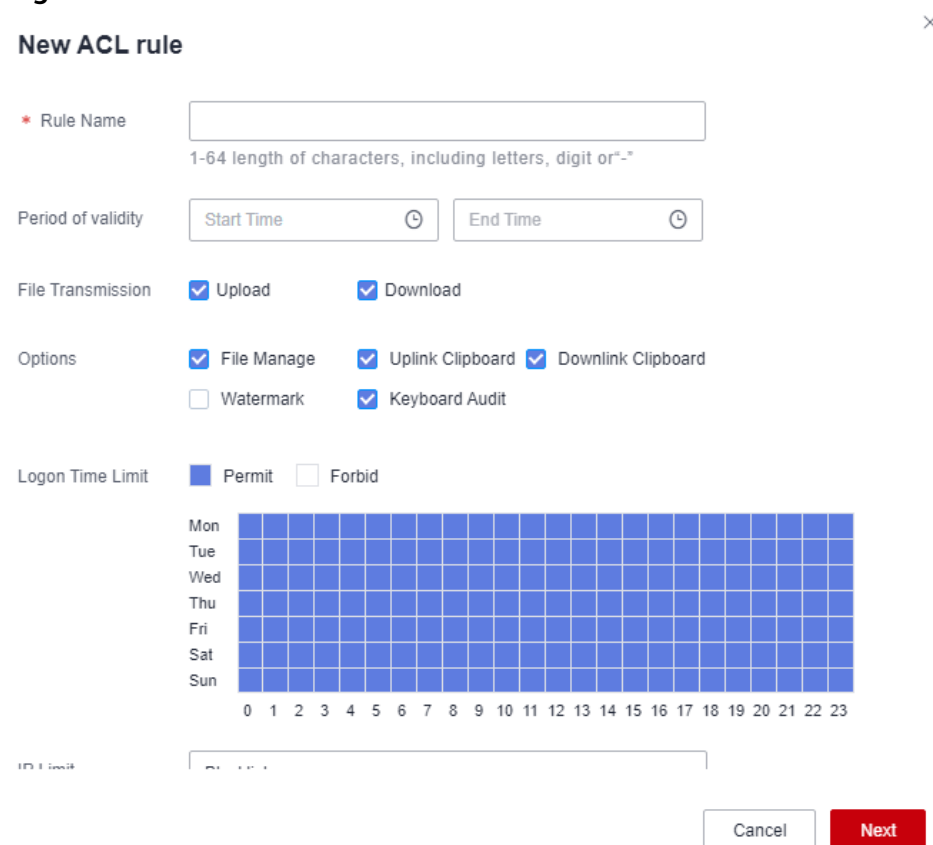 New ACL rule
* Rule Name
1-64 length of characters, including letters, digit or“-”
Period of validity Start Time End Time
File Transmission Upload Download
Options File Manage Uplink Clipboard Downlink Clipboard
Watermark Keyboard Audit
Logon Time Limit Permit Forbid
Mon
Tue
Wed
Thu
Fri
Sat
Sun
0 1 2 3 4 5 6 7 8 9 10 11 12 13 14 15 16 17 18 19 20 21 22 23
IP Limit
Cancel Next